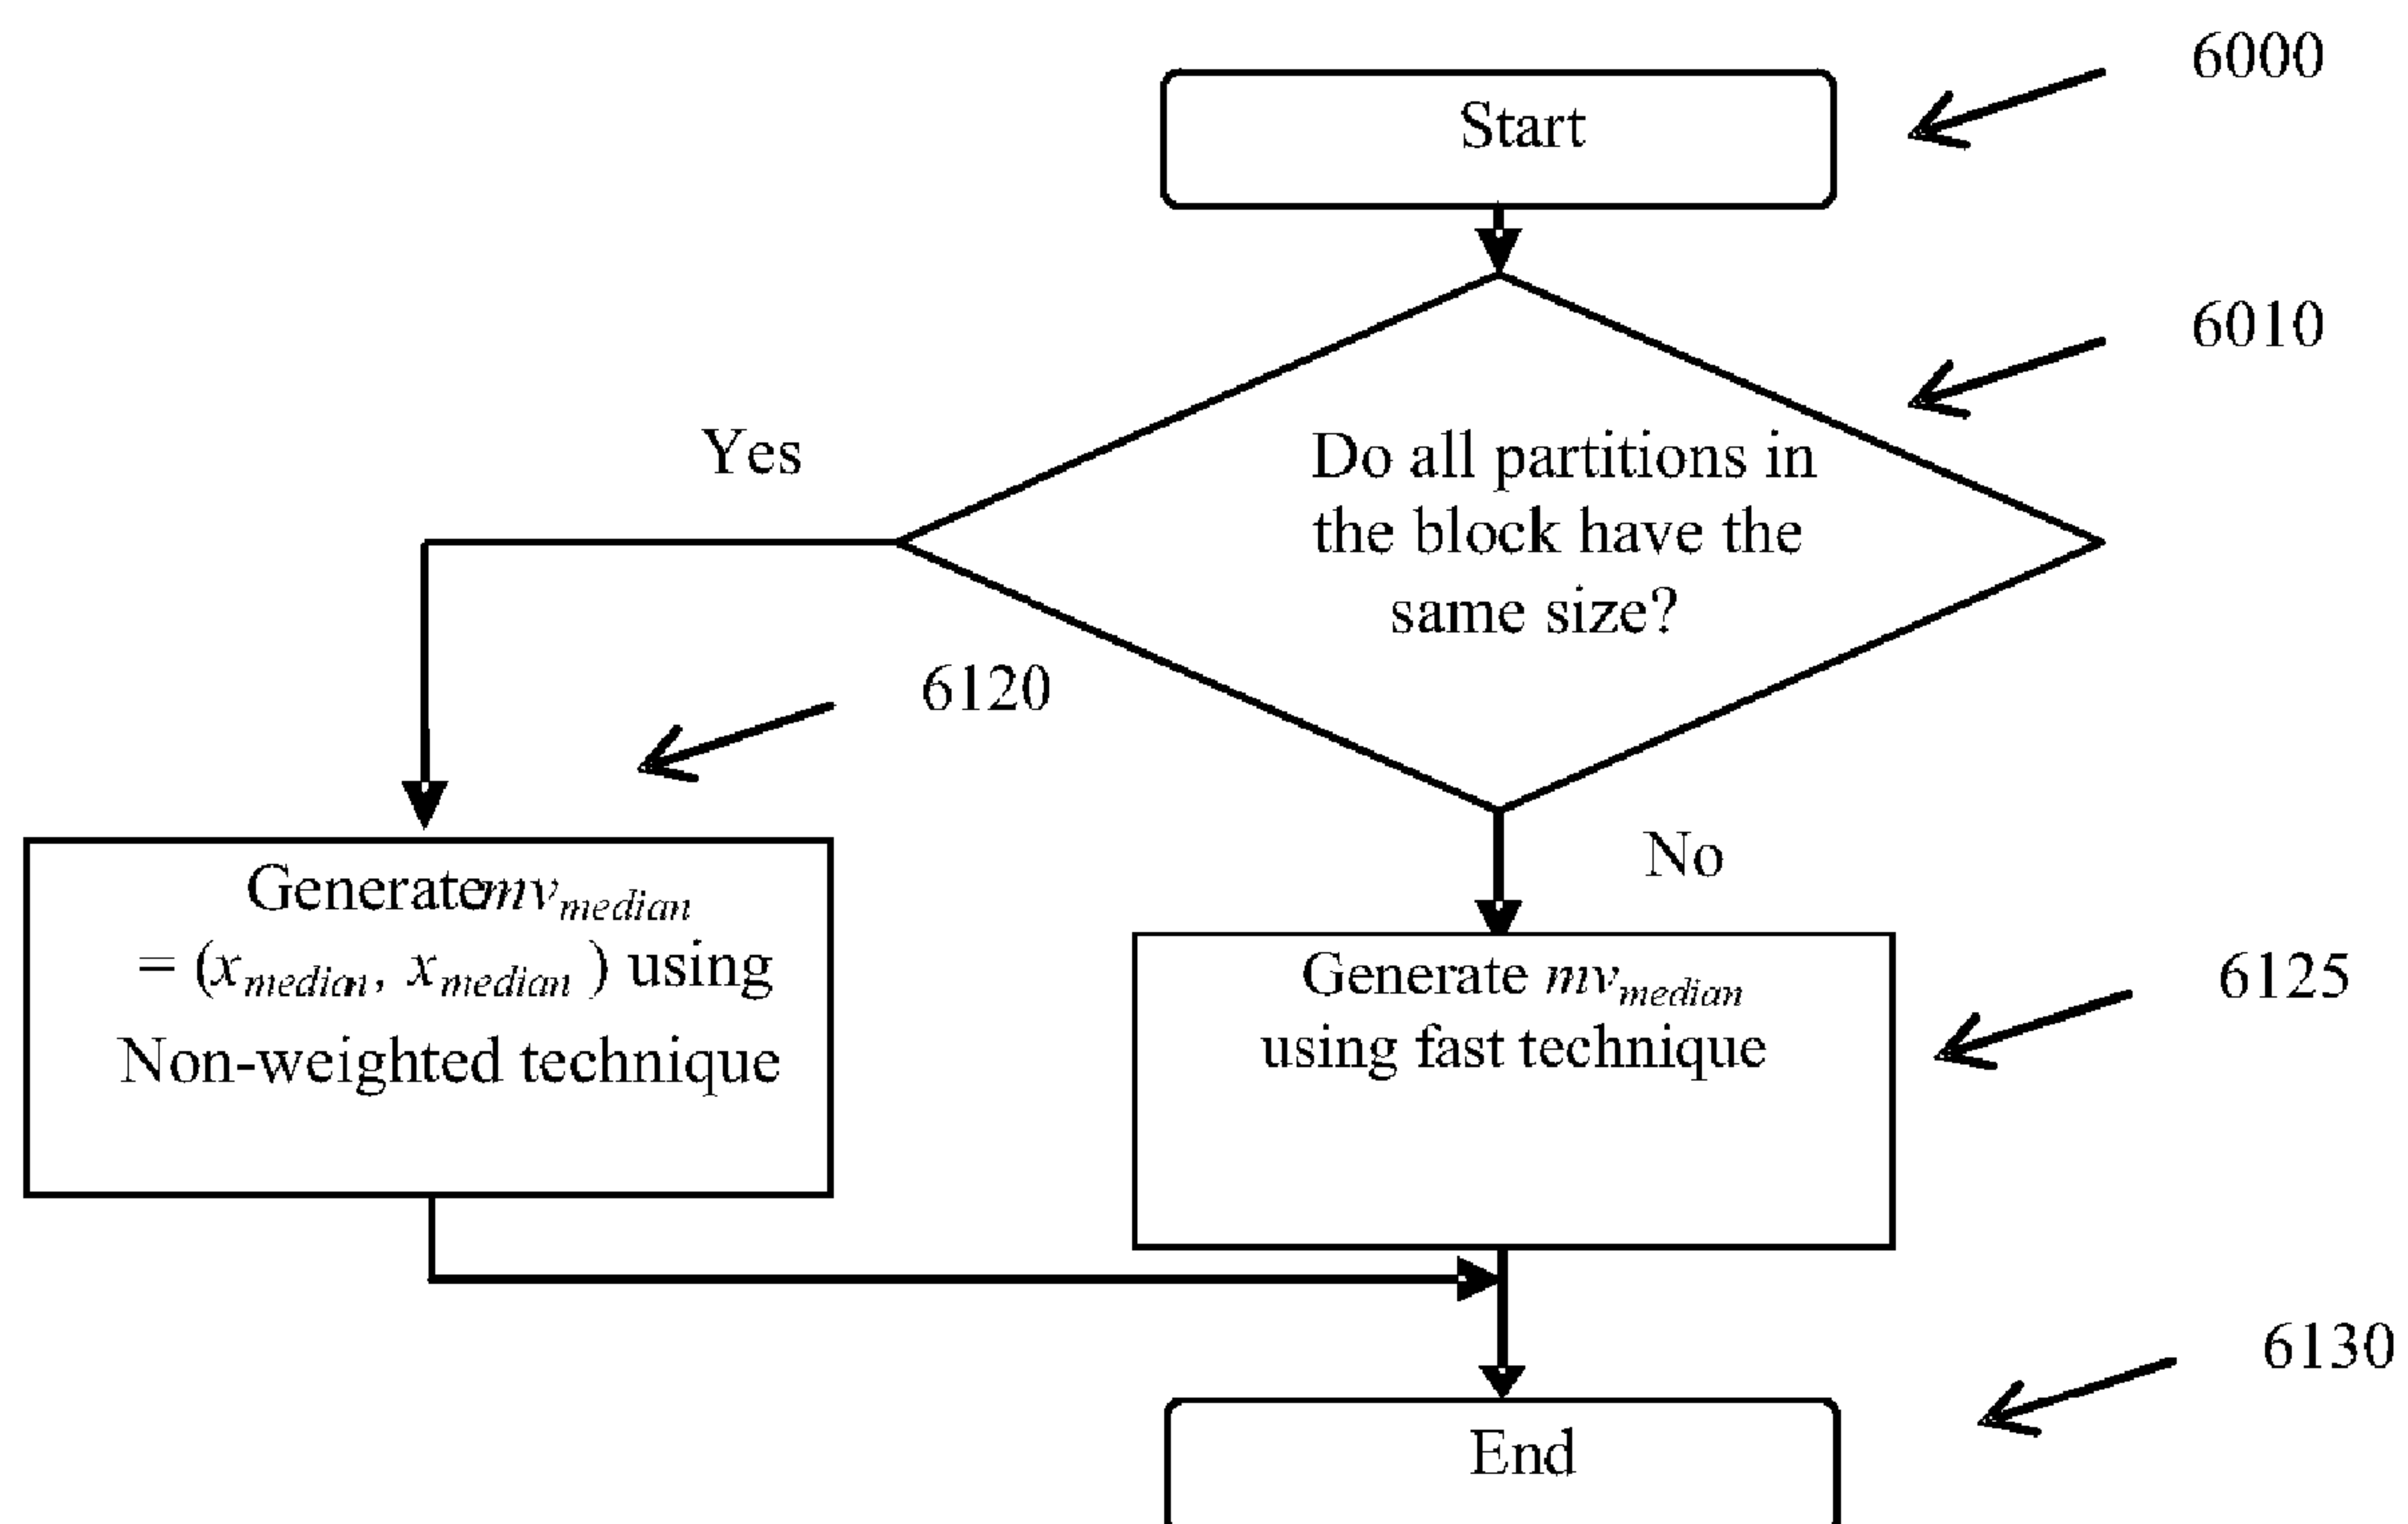 6000
Start
6010
Yes
Do all partitions in
the block have the
same size?
6120
No
Generate mv_median
= (x_median, x_median ) using
Non-weighted technique
Generate mv_median
using fast technique
6125
6130
End